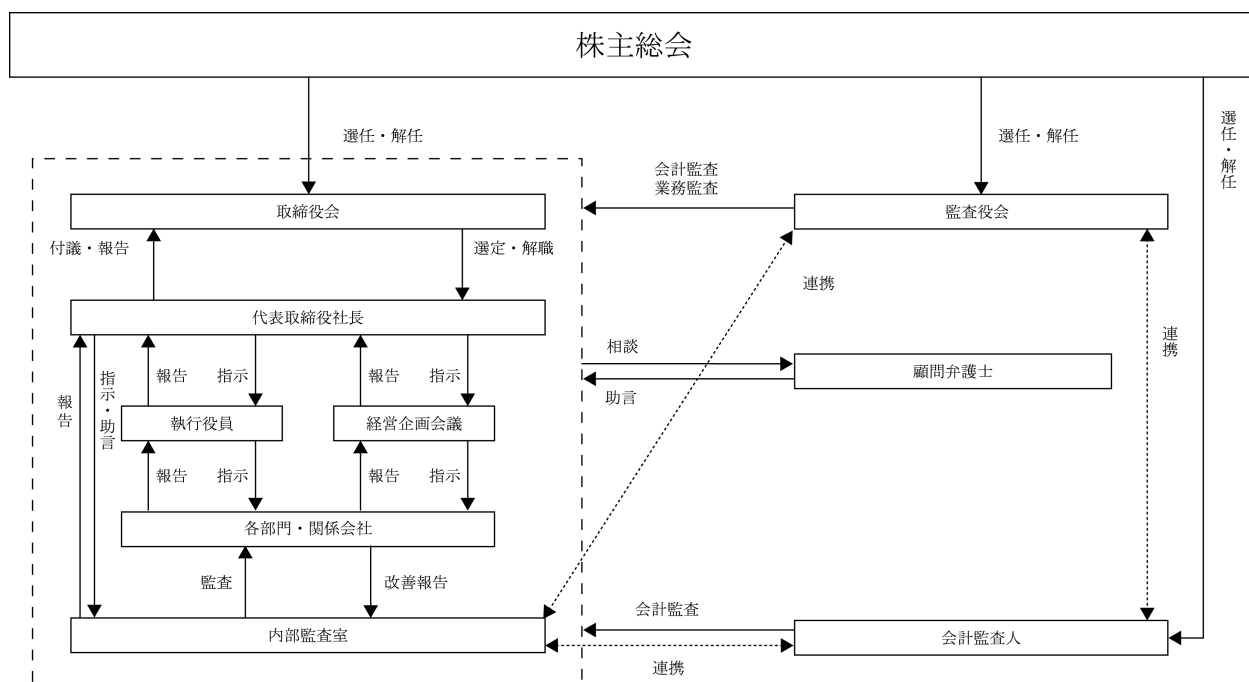 株主総会
選任・解任
選任・解任
選任・解任
会計監査
業務監査
取締役会
監査役会
付議・報告
選定・解職
連携
代表取締役社長
連携
相談
顧問弁護士
助言
報告
指示・助言
報告
指示
報告
指示
執行役員
経営企画会議
報告
指示
報告
指示
各部門・関係会社
監査
改善報告
会計監査
内部監査室
会計監査人
連携